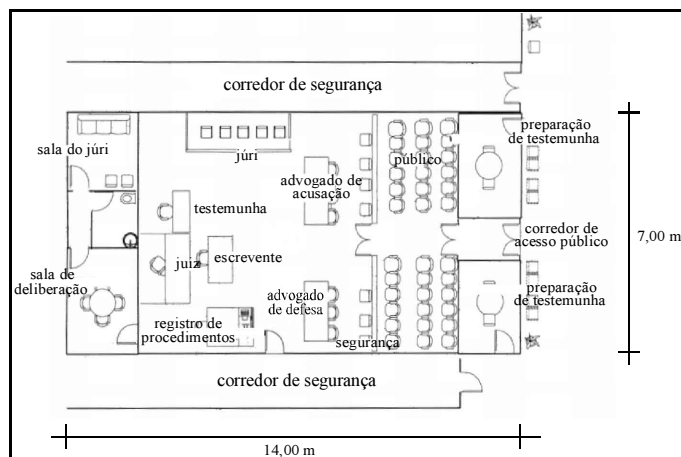 corredor de segurança
sala do júri
júri
público
preparação
de testemunha
advogado de
acusação
testemunha
corredor de
acesso público
7,00 m
juiz
escrevente
sala de
deliberação
advogado
de defesa
preparação
de testemunha
registro de
procedimentos
segurança
corredor de segurança
14,00 m